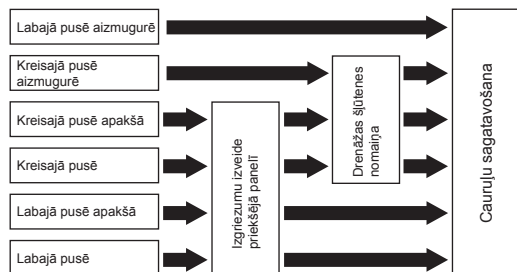 Labajā pusē aizmugurē
Kreisajā pusē
aizmugurē
Kreisajā pusē apakšā
Kreisajā pusē
Labajā pusē apakšā
Labajā pusē
Izgriezumu izveide
priekšējā panelī
Drenāžas šļūtenes
nomaiņa
Cauruļu sagatavošana